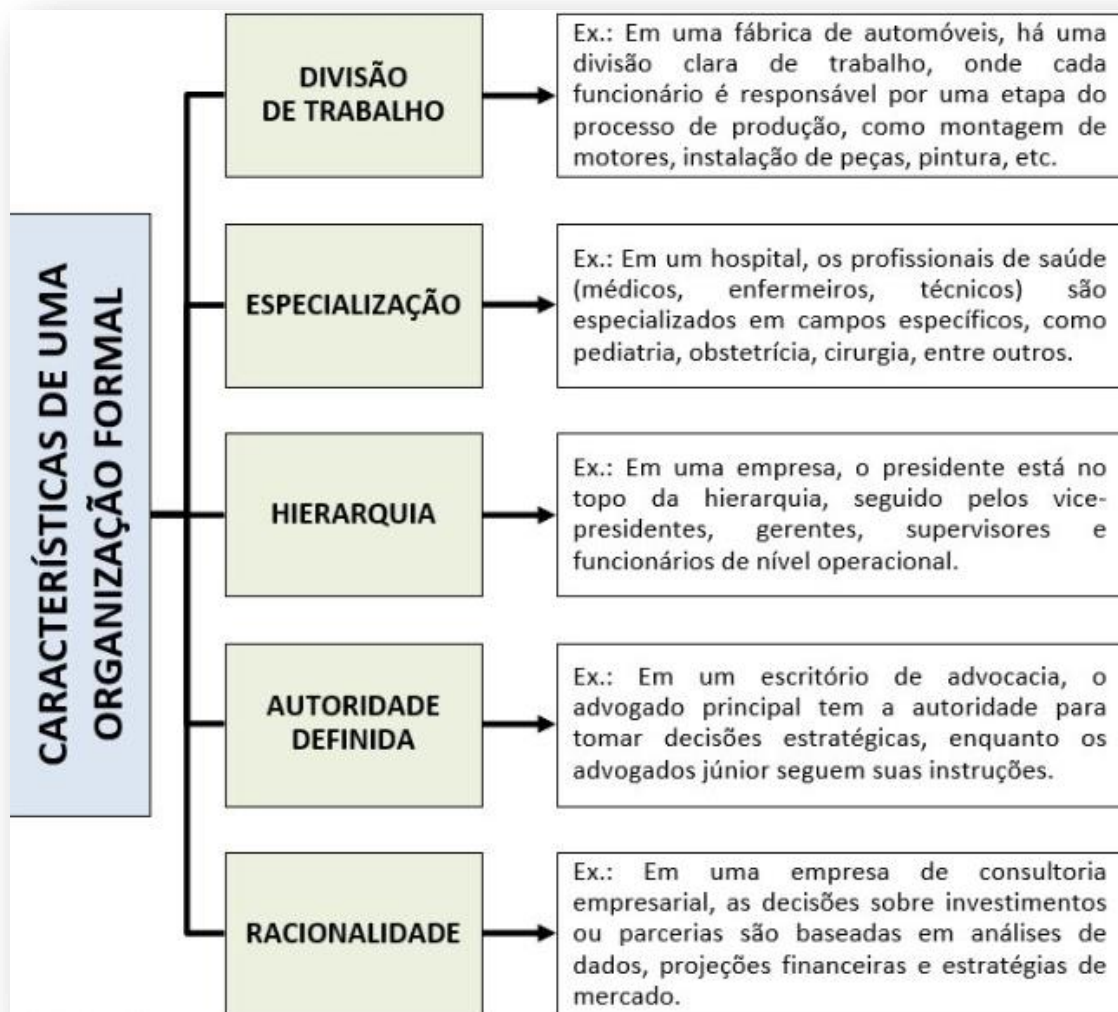 CARACTERÍSTICAS DE UMA
ORGANIZAÇÃO FORMAL
DIVISÃO
DE TRABALHO
Ex.: Em uma fábrica de automóveis, há uma
divisão clara de trabalho, onde cada
funcionário é responsável por uma etapa do
processo de produção, como montagem de
motores, instalação de peças, pintura, etc.
ESPECIALIZAÇÃO
Ex.: Em um hospital, os profissionais de saúde
(médicos, enfermeiros, técnicos) são
especializados em campos específicos, como
pediatria, obstetrícia, cirurgia, entre outros.
HIERARQUIA
Ex.: Em uma empresa, o presidente está no
topo da hierarquia, seguido pelos vice-
presidentes, gerentes, supervisores e
funcionários de nível operacional.
AUTORIDADE
DEFINIDA
Ex.: Em um escritório de advocacia, o
advogado principal tem a autoridade para
tomar decisões estratégicas, enquanto os
advogados júnior seguem suas instruções.
RACIONALIDADE
Ex.: Em uma empresa de consultoria
empresarial, as decisões sobre investimentos
ou parcerias são baseadas em análises de
dados, projeções financeiras e estratégias de
mercado.